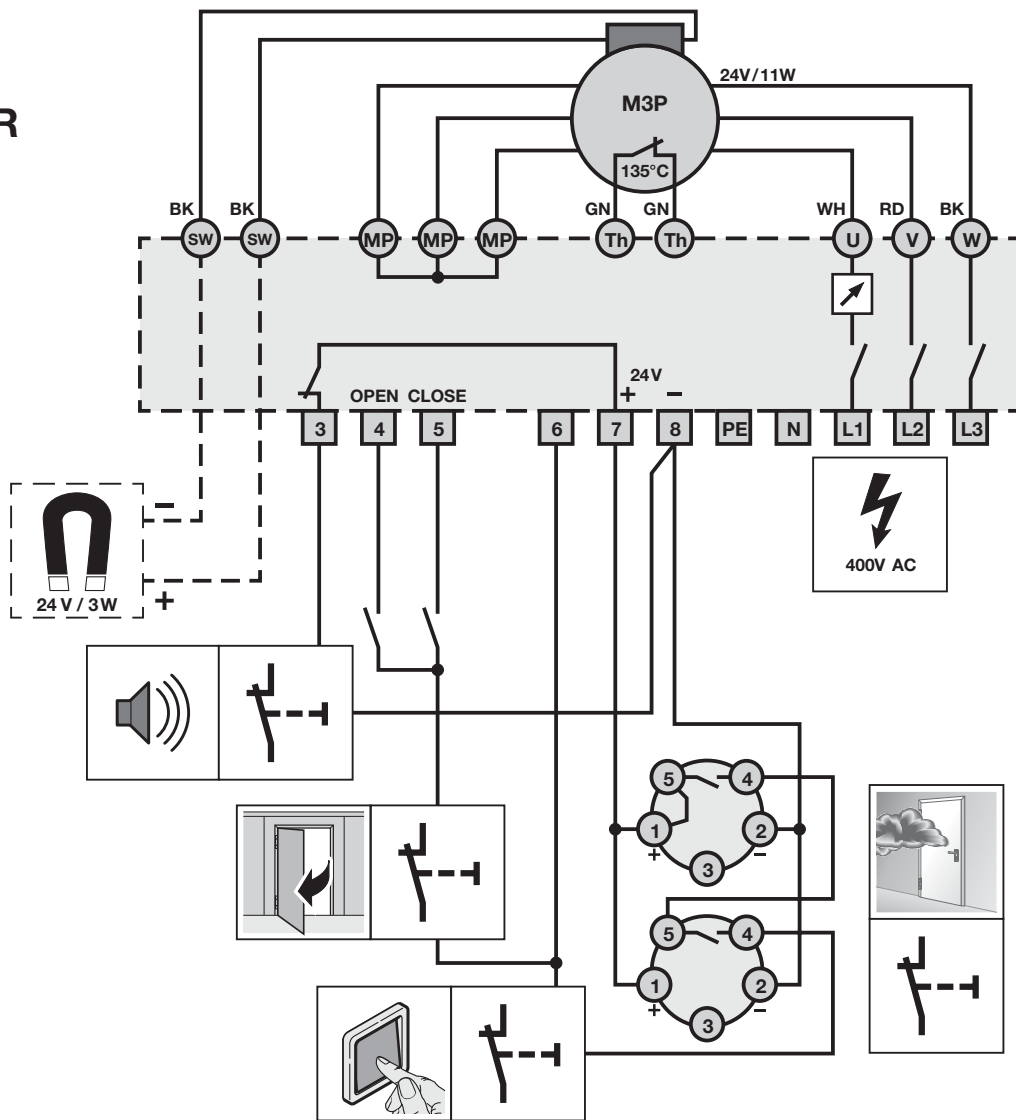 24V/11W
R
M3P
135°C
BK BK GN GN WH RD BK
SW SW MP MP MP Th Th U V W
24V
+ −
OPEN CLOSE
3 4 5 6 7 8 PE N L1 L2 L3
−
400V AC
24V / 3W
+
5 4
1 2
+ −
3
5 4
1 2
+ −
3